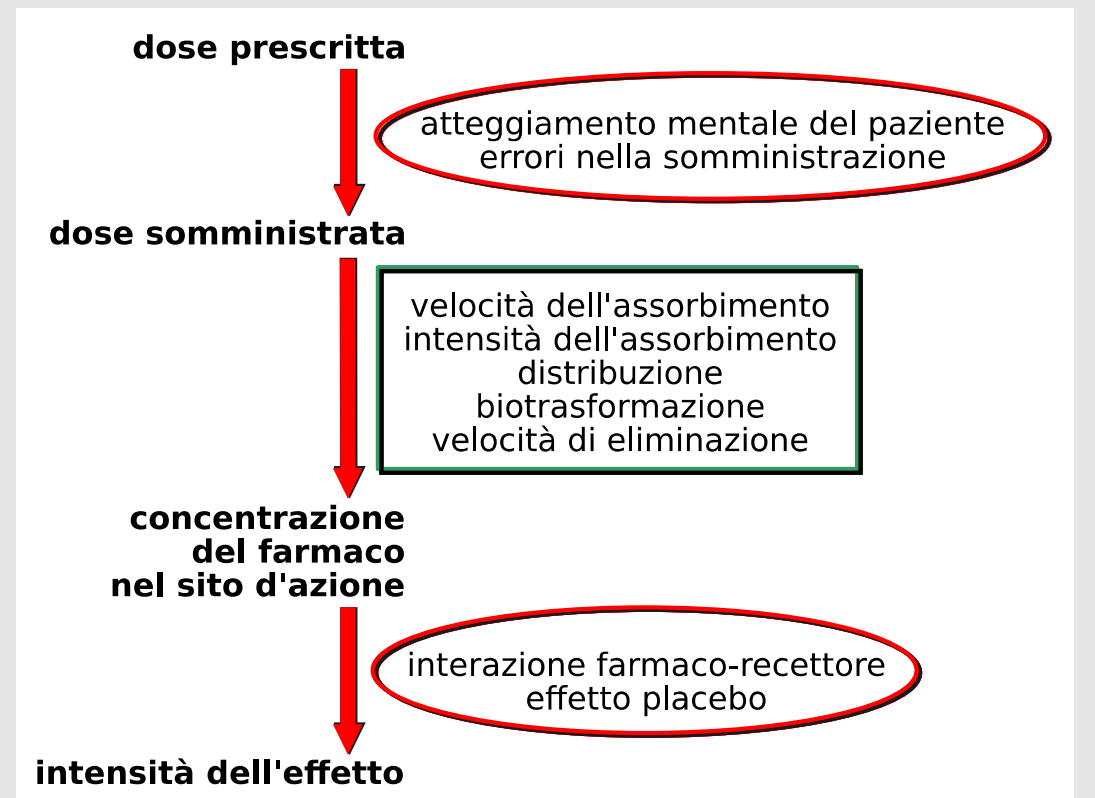 dose prescritta
atteggiamento mentale del paziente
errori nella somministrazione
dose somministrata
velocità dell'assorbimento
intensità dell'assorbimento
distribuzione
biotrasformazione
velocità di eliminazione
concentrazione
del farmaco
nel sito d'azione
interazione farmaco-recettore
effetto placebo
intensità dell'effetto